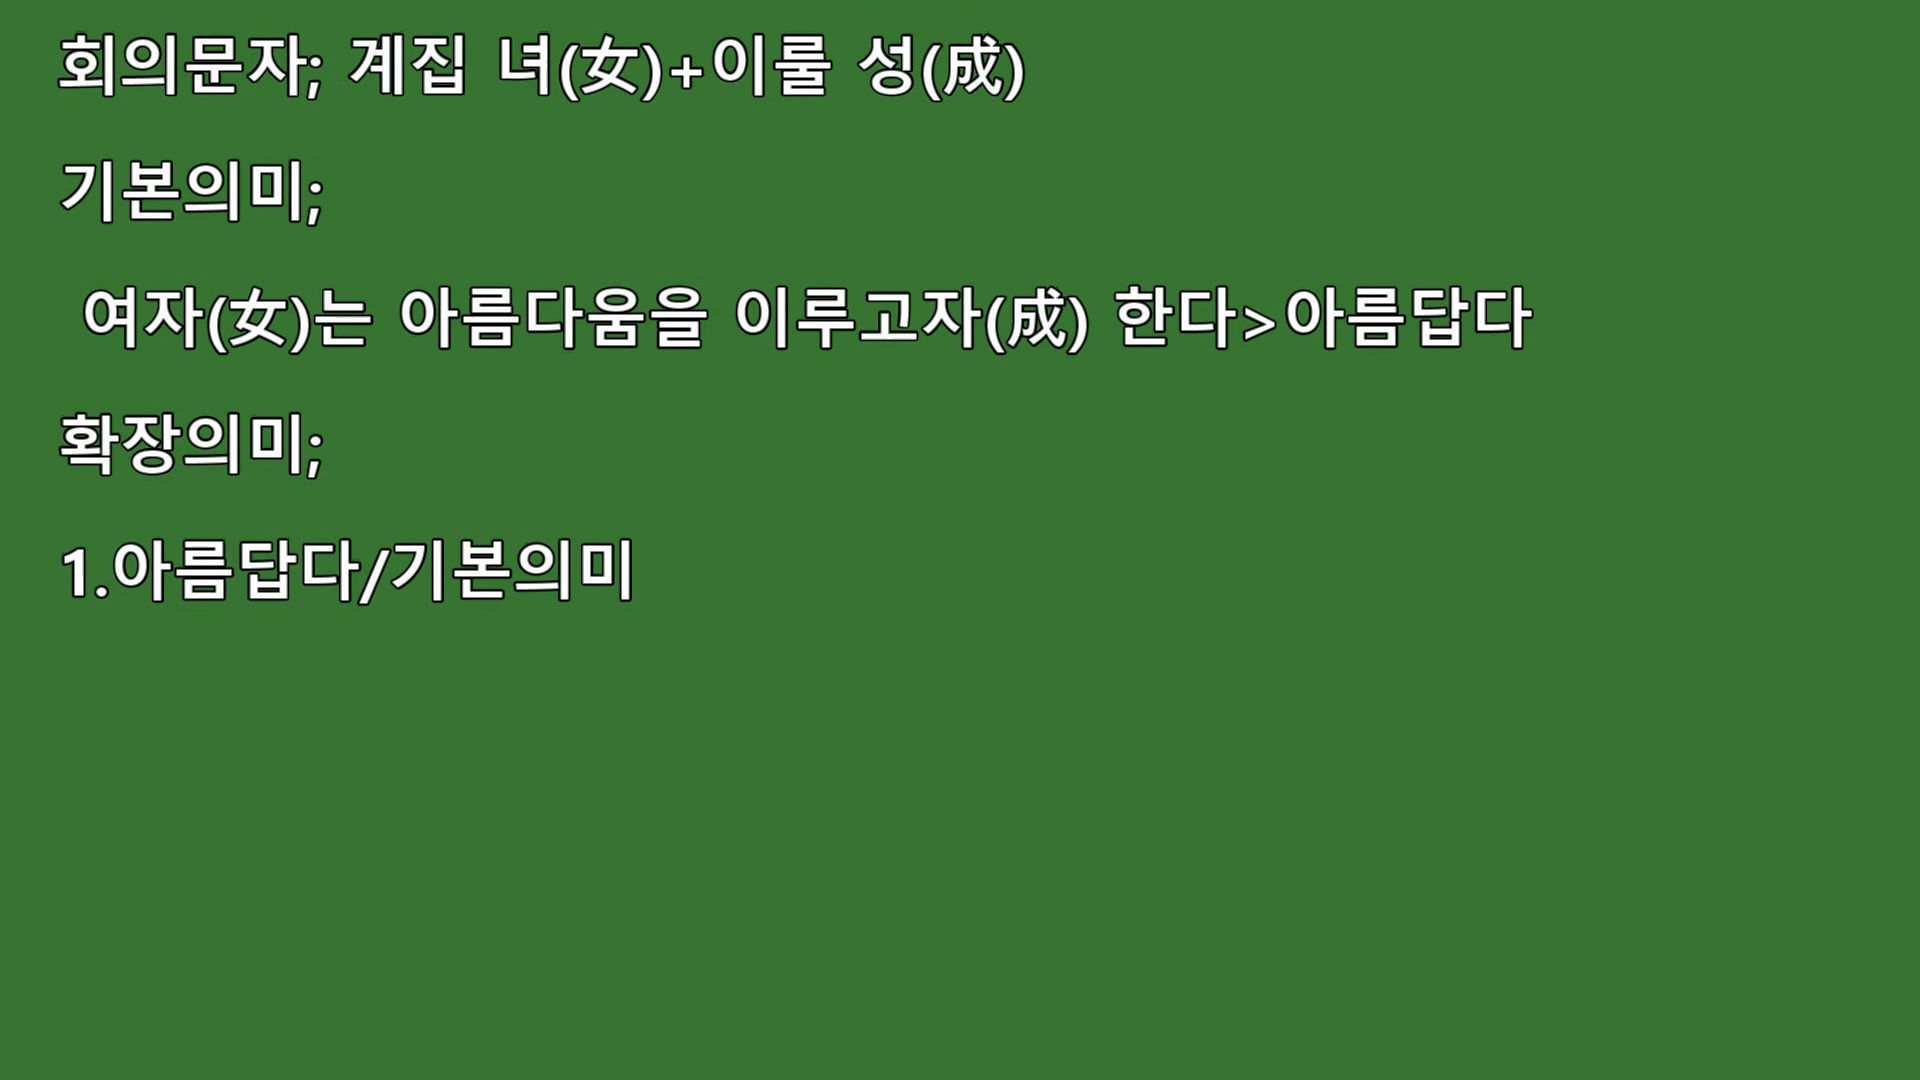 회의문자; 계집 녀(女)+이룰 성(成)
기본의미;
여자(女)는 아름다움을 이루고자(成) 한다>아름답다
확장의미;
1.아름답다/기본의미